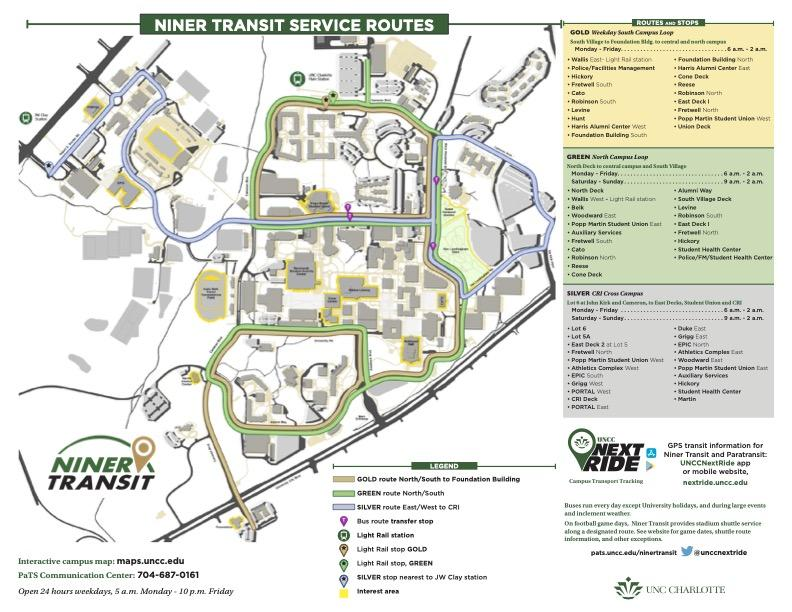 NINER TRANSIT SERVICE ROUTES
UNC Charlotte
Main Station
JW Clay
Station
NINER
TRANSIT
Interactive campus map: maps.uncc.edu
PaTS Communication Center: 704-687-0161
Open 24 hours weekdays, 5 a.m. Monday - 10 p.m. Friday
LEGEND
GOLD route North/South to Foundation Building
GREEN route North/South
SILVER route East/West to CRI
Bus route transfer stop
Light Rail station
Light Rail stop GOLD
Light Rail stop, GREEN
SILVER stop nearest to JW Clay station
Interest area
ROUTES AND STOPS
GOLD Weekday South Campus Loop
South Village to Foundation Bldg. to central and north campus
Monday - Friday 6 a.m. - 2 a.m.
• Wallis East- Light Rail station
• Police/Facilities Management
• Hickory
• Fretwell South
• Cato
• Robinson South
• Levine
• Hunt
• Harris Alumni Center West
• Foundation Building South
• Foundation Building North
• Harris Alumni Center East
• Cone Deck
• Reese
• Robinson North
• East Deck I
• Fretwell North
• Popp Martin Student Union West
• Union Deck
GREEN North Campus Loop
North Deck to central campus and South Village
Monday - Friday 6 a.m. - 2 a.m.
Saturday - Sunday 9 a.m. - 2 a.m.
• North Deck
• Wallis West - Light Rail station
• Belk
• Woodward East
• Popp Martin Student Union East
• Auxiliary Services
• Fretwell South
• Cato
• Robinson North
• Reese
• Cone Deck
• Alumni Way
• South Village Deck
• Levine
• Robinson South
• East Deck I
• Fretwell North
• Hickory
• Student Health Center
• Police/FM/Student Health Center
SILVER CRI Cross Campus
Lot 6 at John Kirk and Cameron, to East Decks, Student Union and CRI
Monday - Friday 6 a.m. - 2 a.m.
Saturday - Sunday 9 a.m. - 2 a.m.
• Lot 6
• Lot 5A
• East Deck 2 at Lot 5
• Fretwell North
• Popp Martin Student Union West
• Athletics Complex West
• EPIC South
• Grigg West
• PORTAL West
• CRI Deck
• PORTAL East
• Duke East
• Grigg East
• EPIC North
• Athletics Complex East
• Woodward East
• Popp Martin Student Union East
• Auxiliary Services
• Hickory
• Student Health Center
• Martin
UNCC
NEXT
RIDE
Campus Transport Tracking
GPS transit information for
Niner Transit and Paratransit:
UNCCNextRide app
or mobile website,
nextride.uncc.edu
Buses run every day except University holidays, and during large events
and inclement weather.
On football game days, Niner Transit provides stadium shuttle service
along a designated route. See website for game dates, shuttle route
information, and other exceptions.
pats.uncc/ninertransit @unccnextride
UNC CHARLOTTE